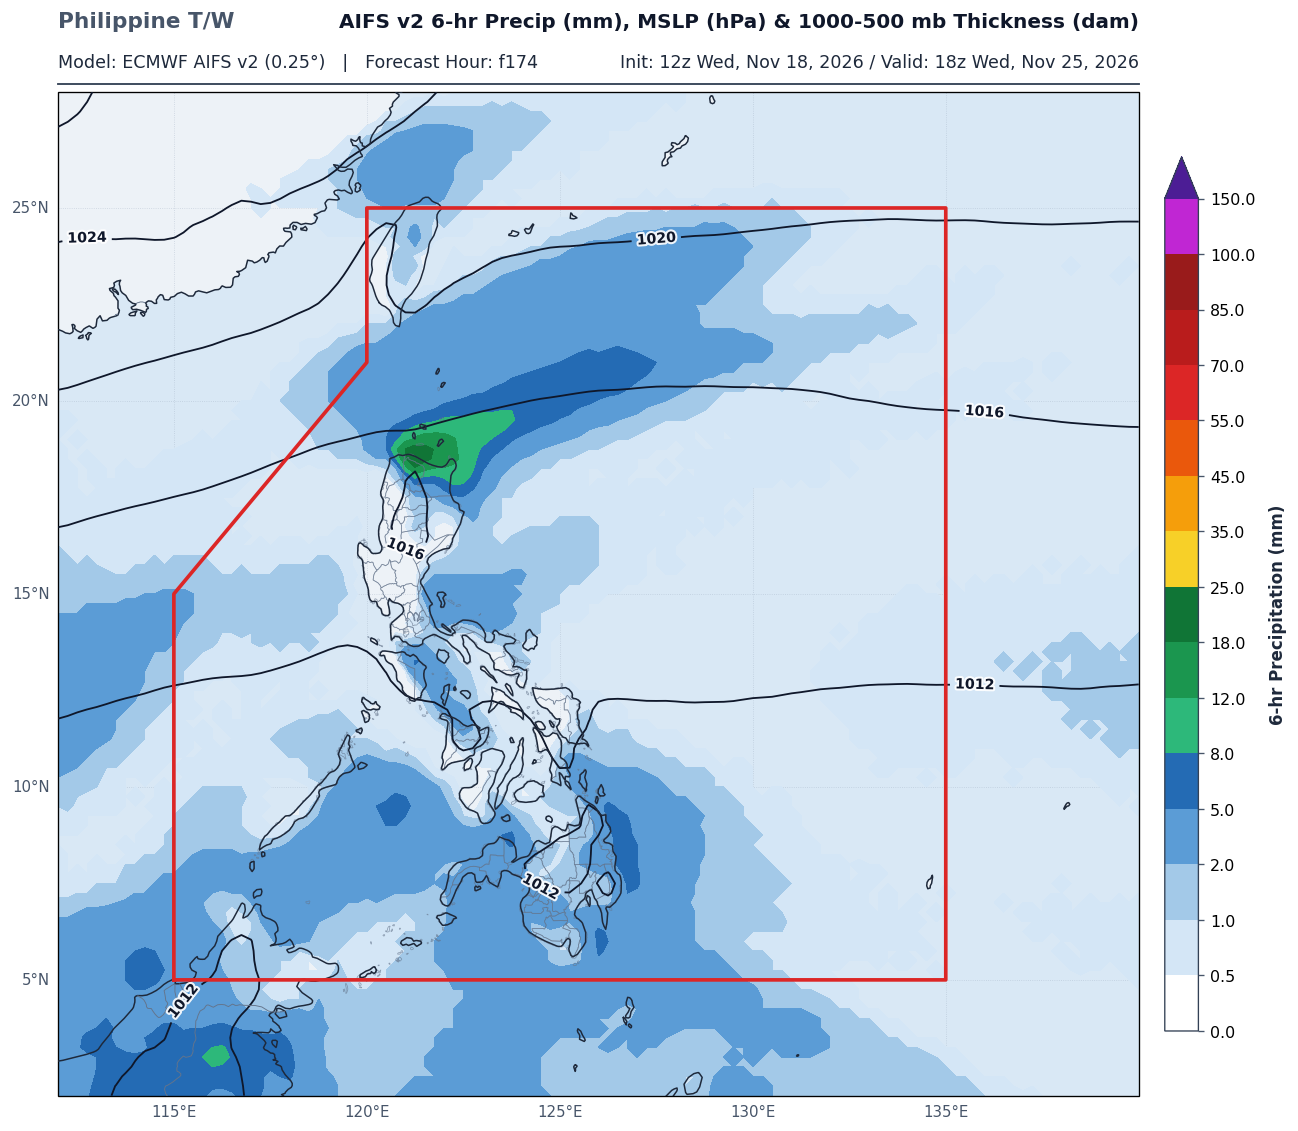 Philippine T/W
AIFS v2 6-hr Precip (mm), MSLP (hPa) & 1000-500 mb Thickness (dam)
Model: ECMWF AIFS v2 (0.25°) | Forecast Hour: f174
Init: 12z Wed, Nov 18, 2026 / Valid: 18z Wed, Nov 25, 2026
25°N
20°N
15°N
10°N
5°N
1024
1020
1016
1016
1012
1012
1012
115°E
120°E
125°E
130°E
135°E
150.0
100.0
85.0
70.0
55.0
45.0
35.0
25.0
18.0
12.0
8.0
5.0
2.0
1.0
0.5
0.0
6-hr Precipitation (mm)